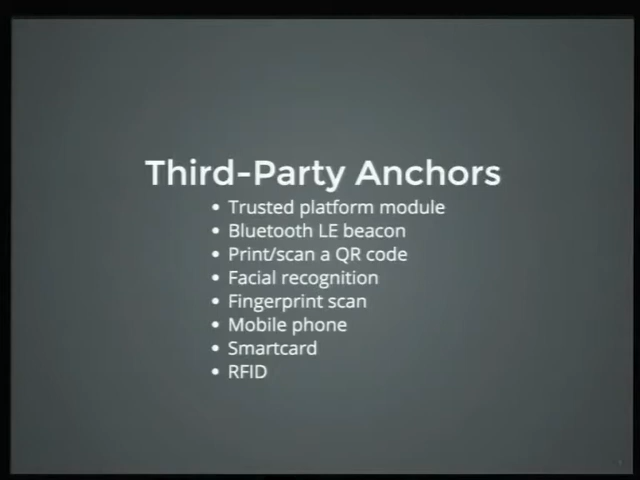 Third-Party Anchors
• Trusted platform module
• Bluetooth LE beacon
• Print/scan a QR code
• Facial recognition
• Fingerprint scan
• Mobile phone
• Smartcard
• RFID